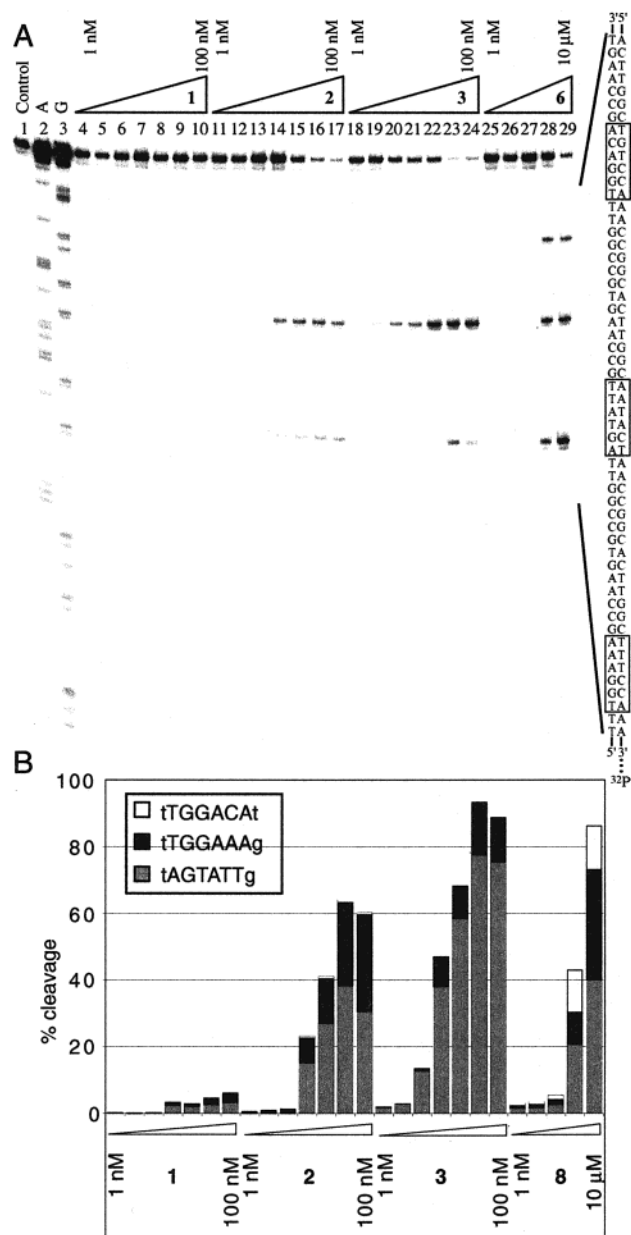 A
Control
A
G
1 nM
100 nM
1 nM
100 nM
1 nM
100 nM
1 nM
10 µM
1
2
3
6
1 2 3 4 5 6 7 8 9 10 11 12 13 14 15 16 17 18 19 20 21 22 23 24 25 26 27 28 29
3'5'
TA
GC
AT
AT
CG
CG
GC
AT
CG
AT
GC
GC
TA
TA
TA
GC
GC
CG
CG
GC
TA
GC
AT
AT
CG
CG
GC
TA
TA
AT
TA
GC
AT
TA
TA
GC
GC
CG
CG
GC
TA
GC
AT
AT
CG
CG
GC
AT
AT
AT
GC
GC
TA
TA
TA
5' 3'
32P
B
100
80
60
40
20
0
% cleavage
tTGGACAt
tTGGAAAg
tAGTATTg
1 nM
1
100 nM
1 nM
2
100 nM
1 nM
3
100 nM
1 nM
8
10 µM